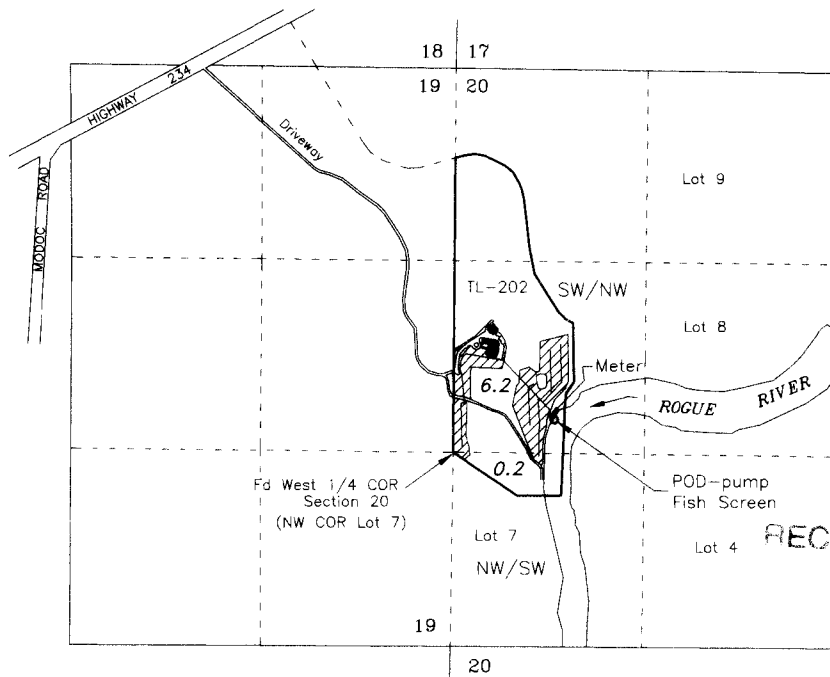 18 17
19 20
HIGHWAY 234
MODOC ROAD
Driveway
Lot 9
TL-202
SW/NW
Lot 8
Meter
6.2
ROGUE RIVER
0.2
Fd West 1/4 COR
Section 20
(NW COR Lot 7)
POD-pump
Fish Screen
Lot 7
NW/SW
Lot 4
REC
19
20